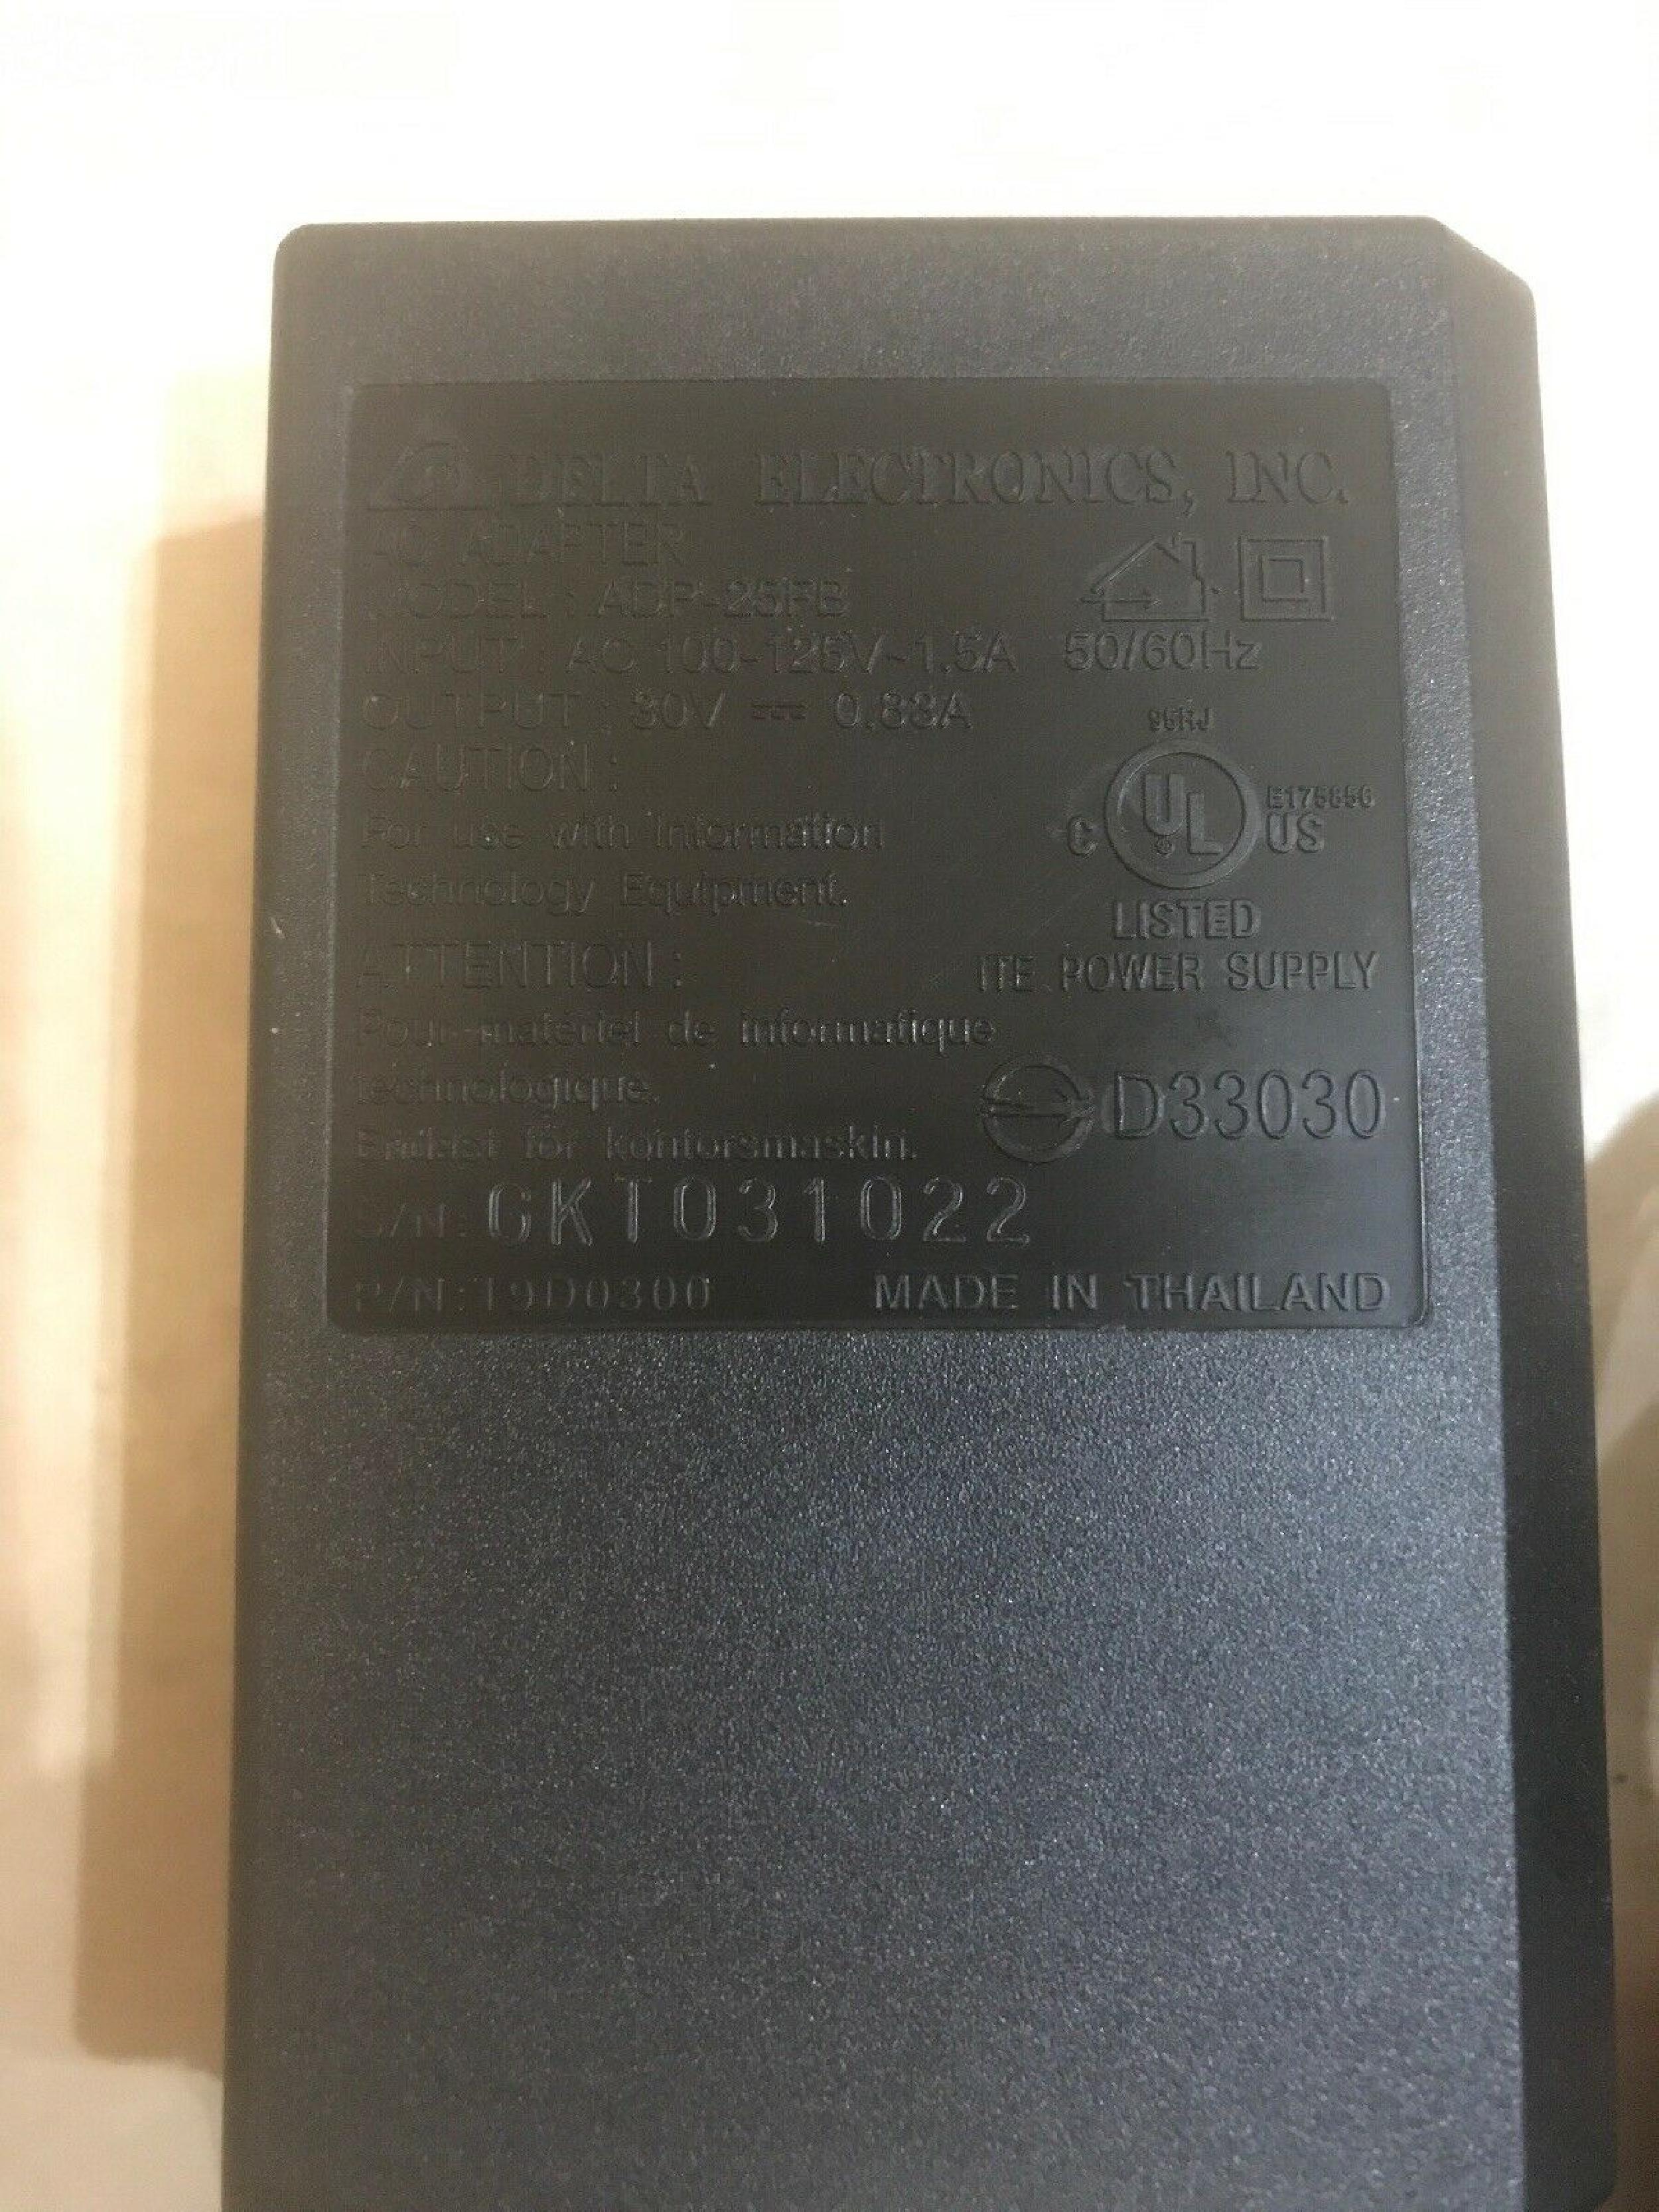 DELTA ELECTRONICS, INC.
AC ADAPTER
MODEL : ADP-25FB
INPUT : AC 100-125V~1.5A 50/60Hz
OUTPUT : 30V 0.83A
95RJ
CAUTION :
For use with Information
Technology Equipment.
C UL ® US
E175856
LISTED
ITE POWER SUPPLY
ATTENTION :
Pour matériel de informatique
technologique.
Endast för kontorsmaskin.
D33030
S/N: GKT031022
P/N: 19D0300 MADE IN THAILAND